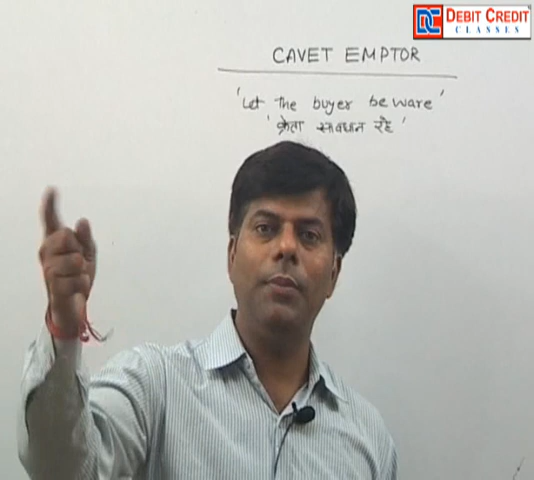 DEBIT CREDIT
CLASSES
CAVET EMPTOR
'Let the buyer be ware'
'क्रेता सावधान रहे'